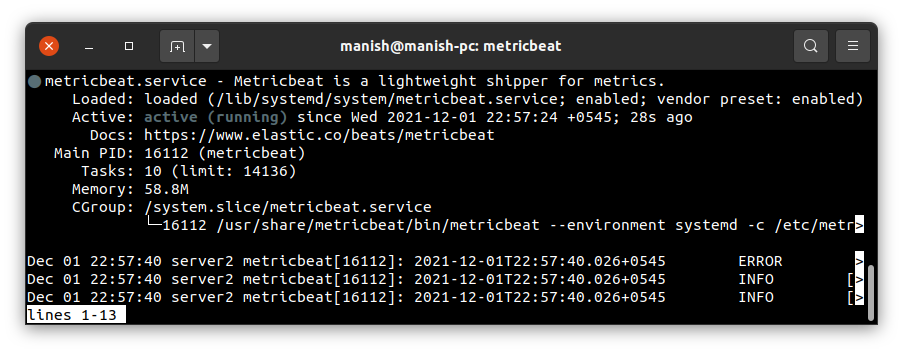 manish@manish-pc: metricbeat
metricbeat.service - Metricbeat is a lightweight shipper for metrics.
Loaded: loaded (/lib/systemd/system/metricbeat.service; enabled; vendor preset: enabled)
Active: active (running) since Wed 2021-12-01 22:57:24 +0545; 28s ago
Docs: https://www.elastic.co/beats/metricbeat
Main PID: 16112 (metricbeat)
Tasks: 10 (limit: 14136)
Memory: 58.8M
CGroup: /system.slice/metricbeat.service
└─16112 /usr/share/metricbeat/bin/metricbeat --environment systemd -c /etc/metr>
Dec 01 22:57:40 server2 metricbeat[16112]: 2021-12-01T22:57:40.026+0545 ERROR >
Dec 01 22:57:40 server2 metricbeat[16112]: 2021-12-01T22:57:40.026+0545 INFO [>
Dec 01 22:57:40 server2 metricbeat[16112]: 2021-12-01T22:57:40.026+0545 INFO [>
lines 1-13